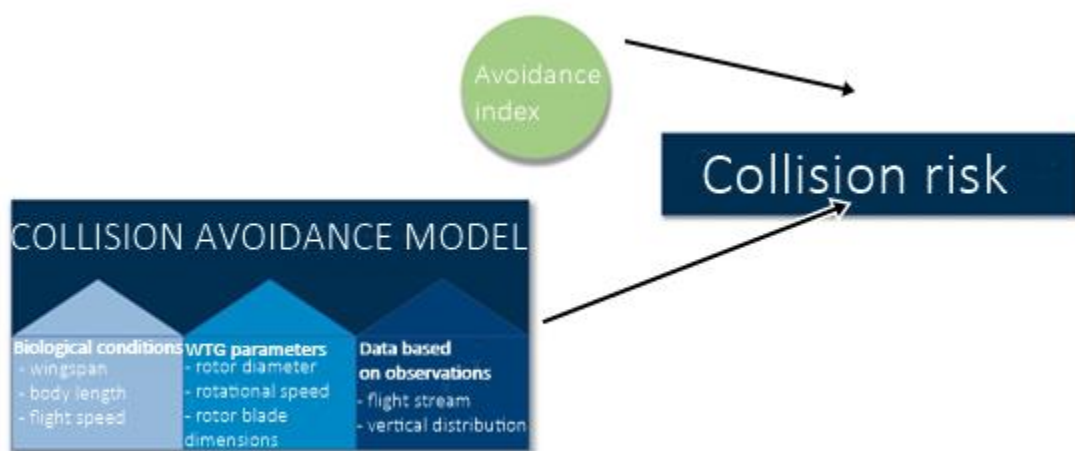 Avoidance
index
Collision risk
COLLISION AVOIDANCE MODEL
Biological conditions
- wingspan
- body length
- flight speed
WTG parameters
- rotor diameter
- rotational speed
- rotor blade
dimensions
Data based
on observations
- flight stream
- vertical distribution